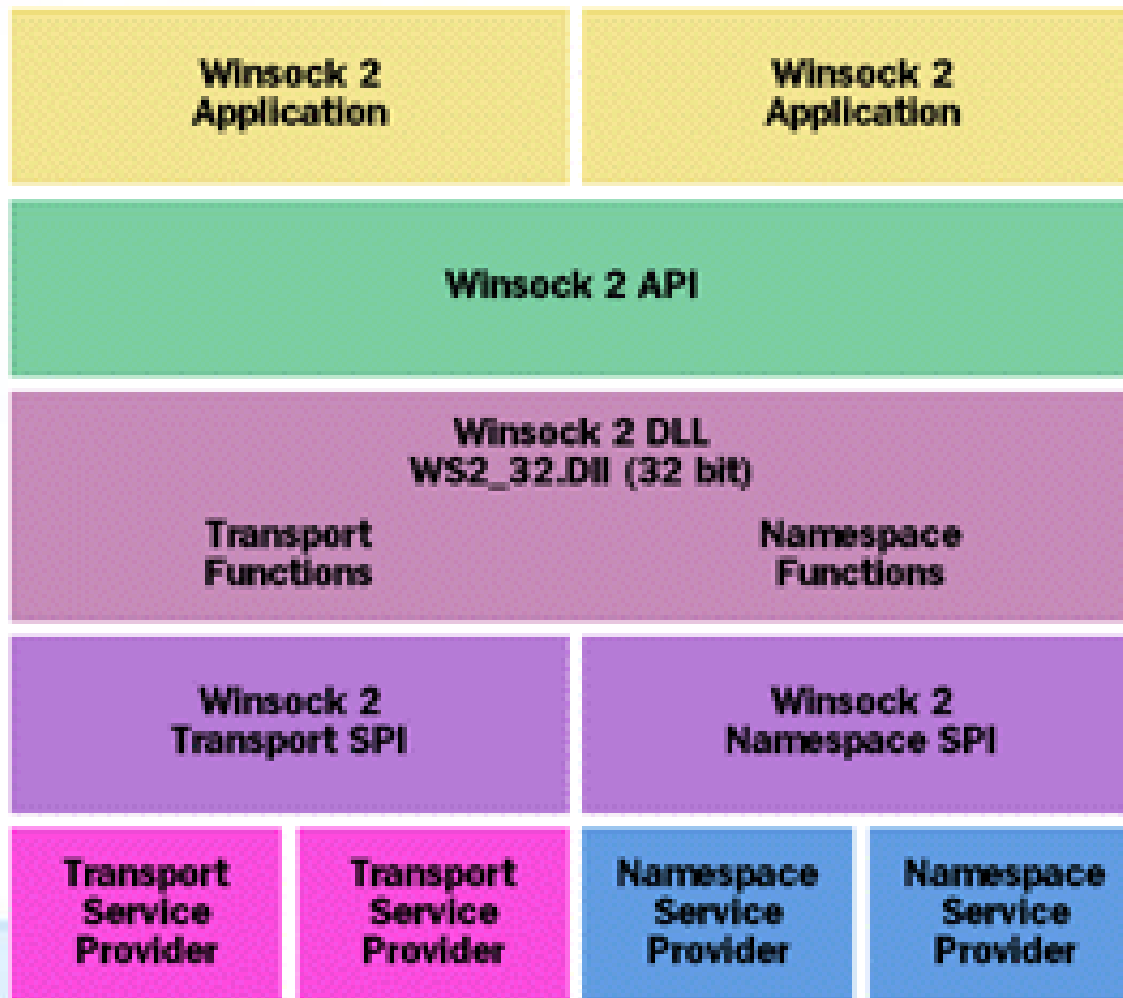 Winsock 2
Application
Winsock 2
Application
Winsock 2 API
Winsock 2 DLL
WS2_32.Dll (32 bit)
Transport
Functions
Namespace
Functions
Winsock 2
Transport SPI
Winsock 2
Namespace SPI
Transport
Service
Provider
Transport
Service
Provider
Namespace
Service
Provider
Namespace
Service
Provider